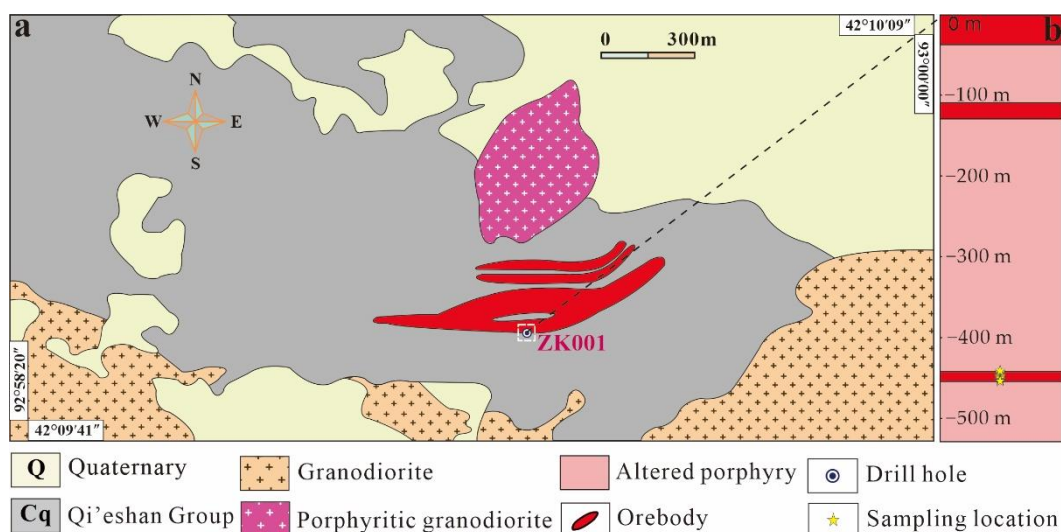 a
0 300m
42°10′09″
93°00′00″
N
W E
S
ZK001
92°58′20″
42°09′41″
b
0 m
−100 m
−200 m
−300 m
−400 m
−500 m
Q Quaternary
Granodiorite
Altered porphyry
Drill hole
Cq Qi’eshan Group
Porphyritic granodiorite
Orebody
Sampling location